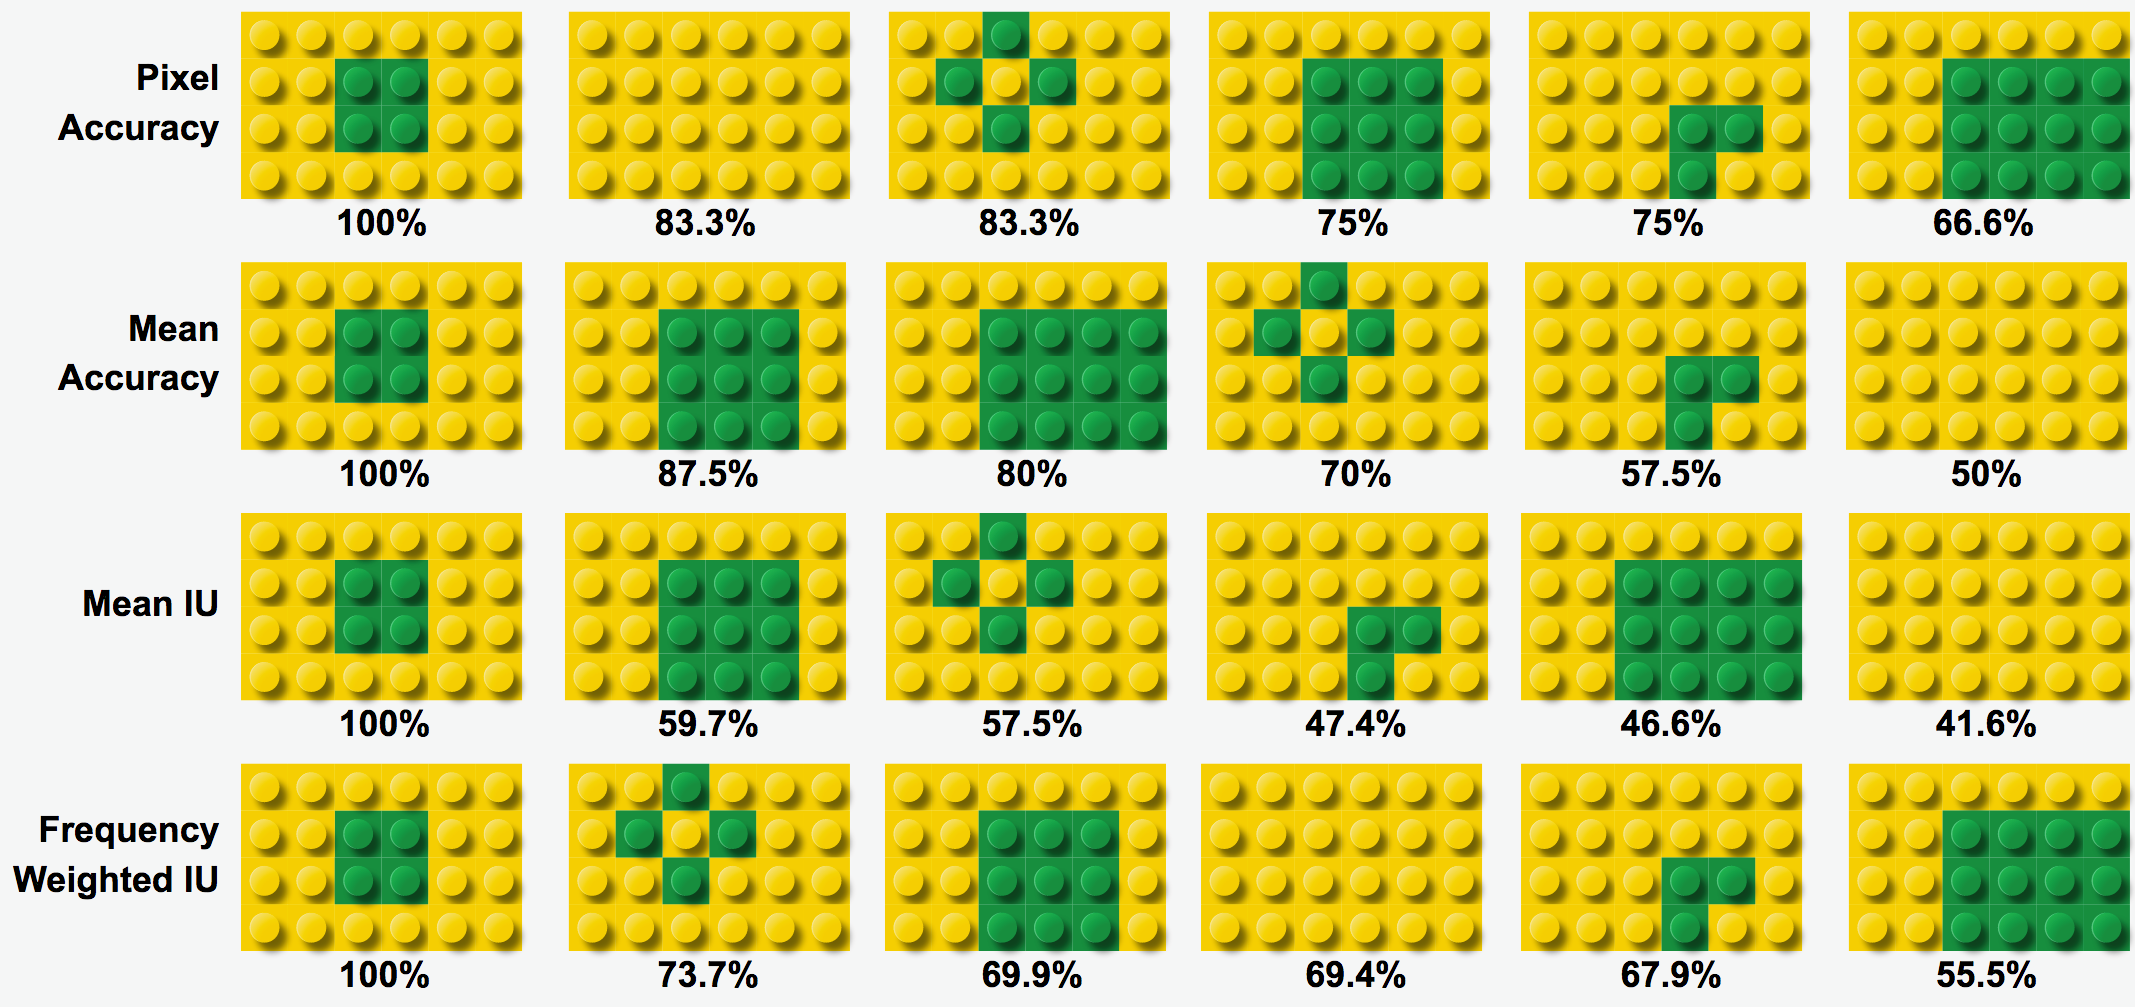 Pixel
Accuracy
100% 83.3% 83.3% 75% 75% 66.6%
Mean
Accuracy
100% 87.5% 80% 70% 57.5% 50%
Mean IU
100% 59.7% 57.5% 47.4% 46.6% 41.6%
Frequency
Weighted IU
100% 73.7% 69.9% 69.4% 67.9% 55.5%